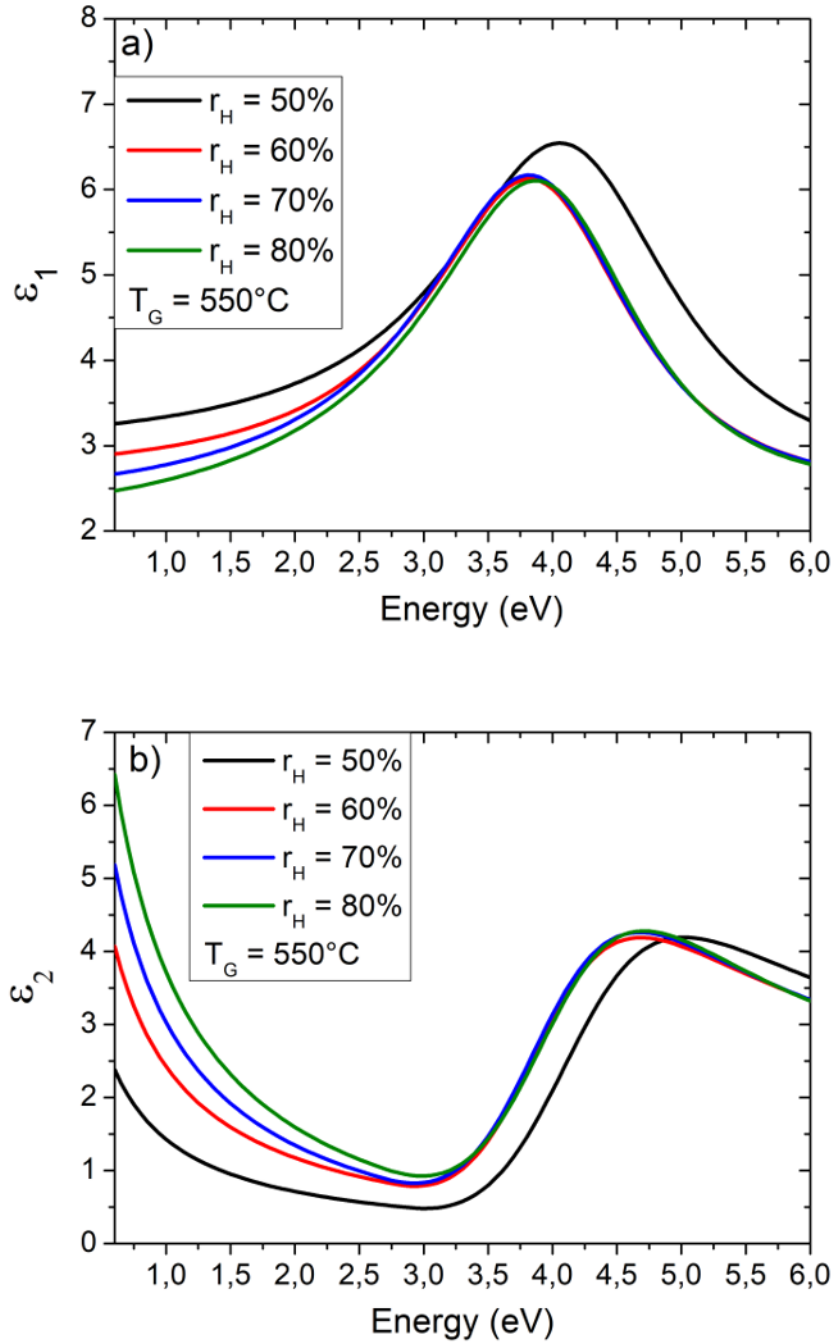 a)
r_H = 50%
r_H = 60%
r_H = 70%
r_H = 80%
T_G = 550°C
ε_1
8
7
6
5
4
3
2
1,0 1,5 2,0 2,5 3,0 3,5 4,0 4,5 5,0 5,5 6,0
Energy (eV)
b)
r_H = 50%
r_H = 60%
r_H = 70%
r_H = 80%
T_G = 550°C
ε_2
7
6
5
4
3
2
1
0
1,0 1,5 2,0 2,5 3,0 3,5 4,0 4,5 5,0 5,5 6,0
Energy (eV)